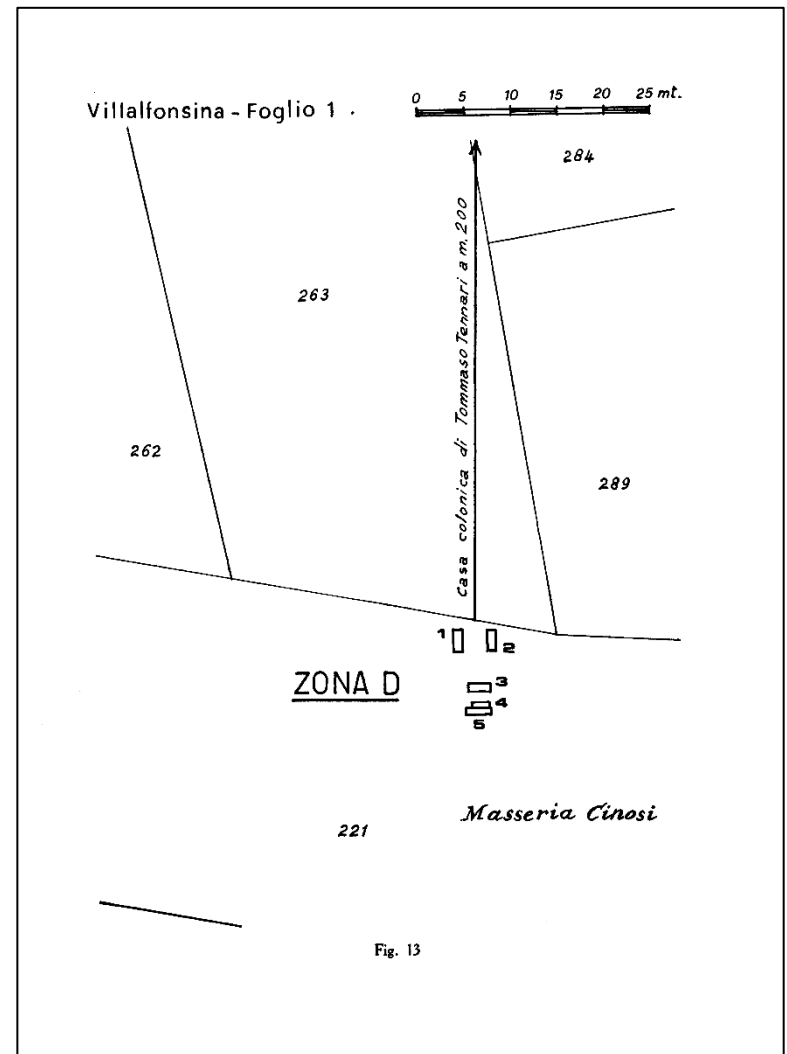 Villalfonsina - Foglio 1 .
0 5 10 15 20 25 mt.
284
263
Casa colonica di Tommaso Tennari a m. 200
262
289
1
2
ZONA D
3
4
5
Masseria Cinosi
221
Fig. 13